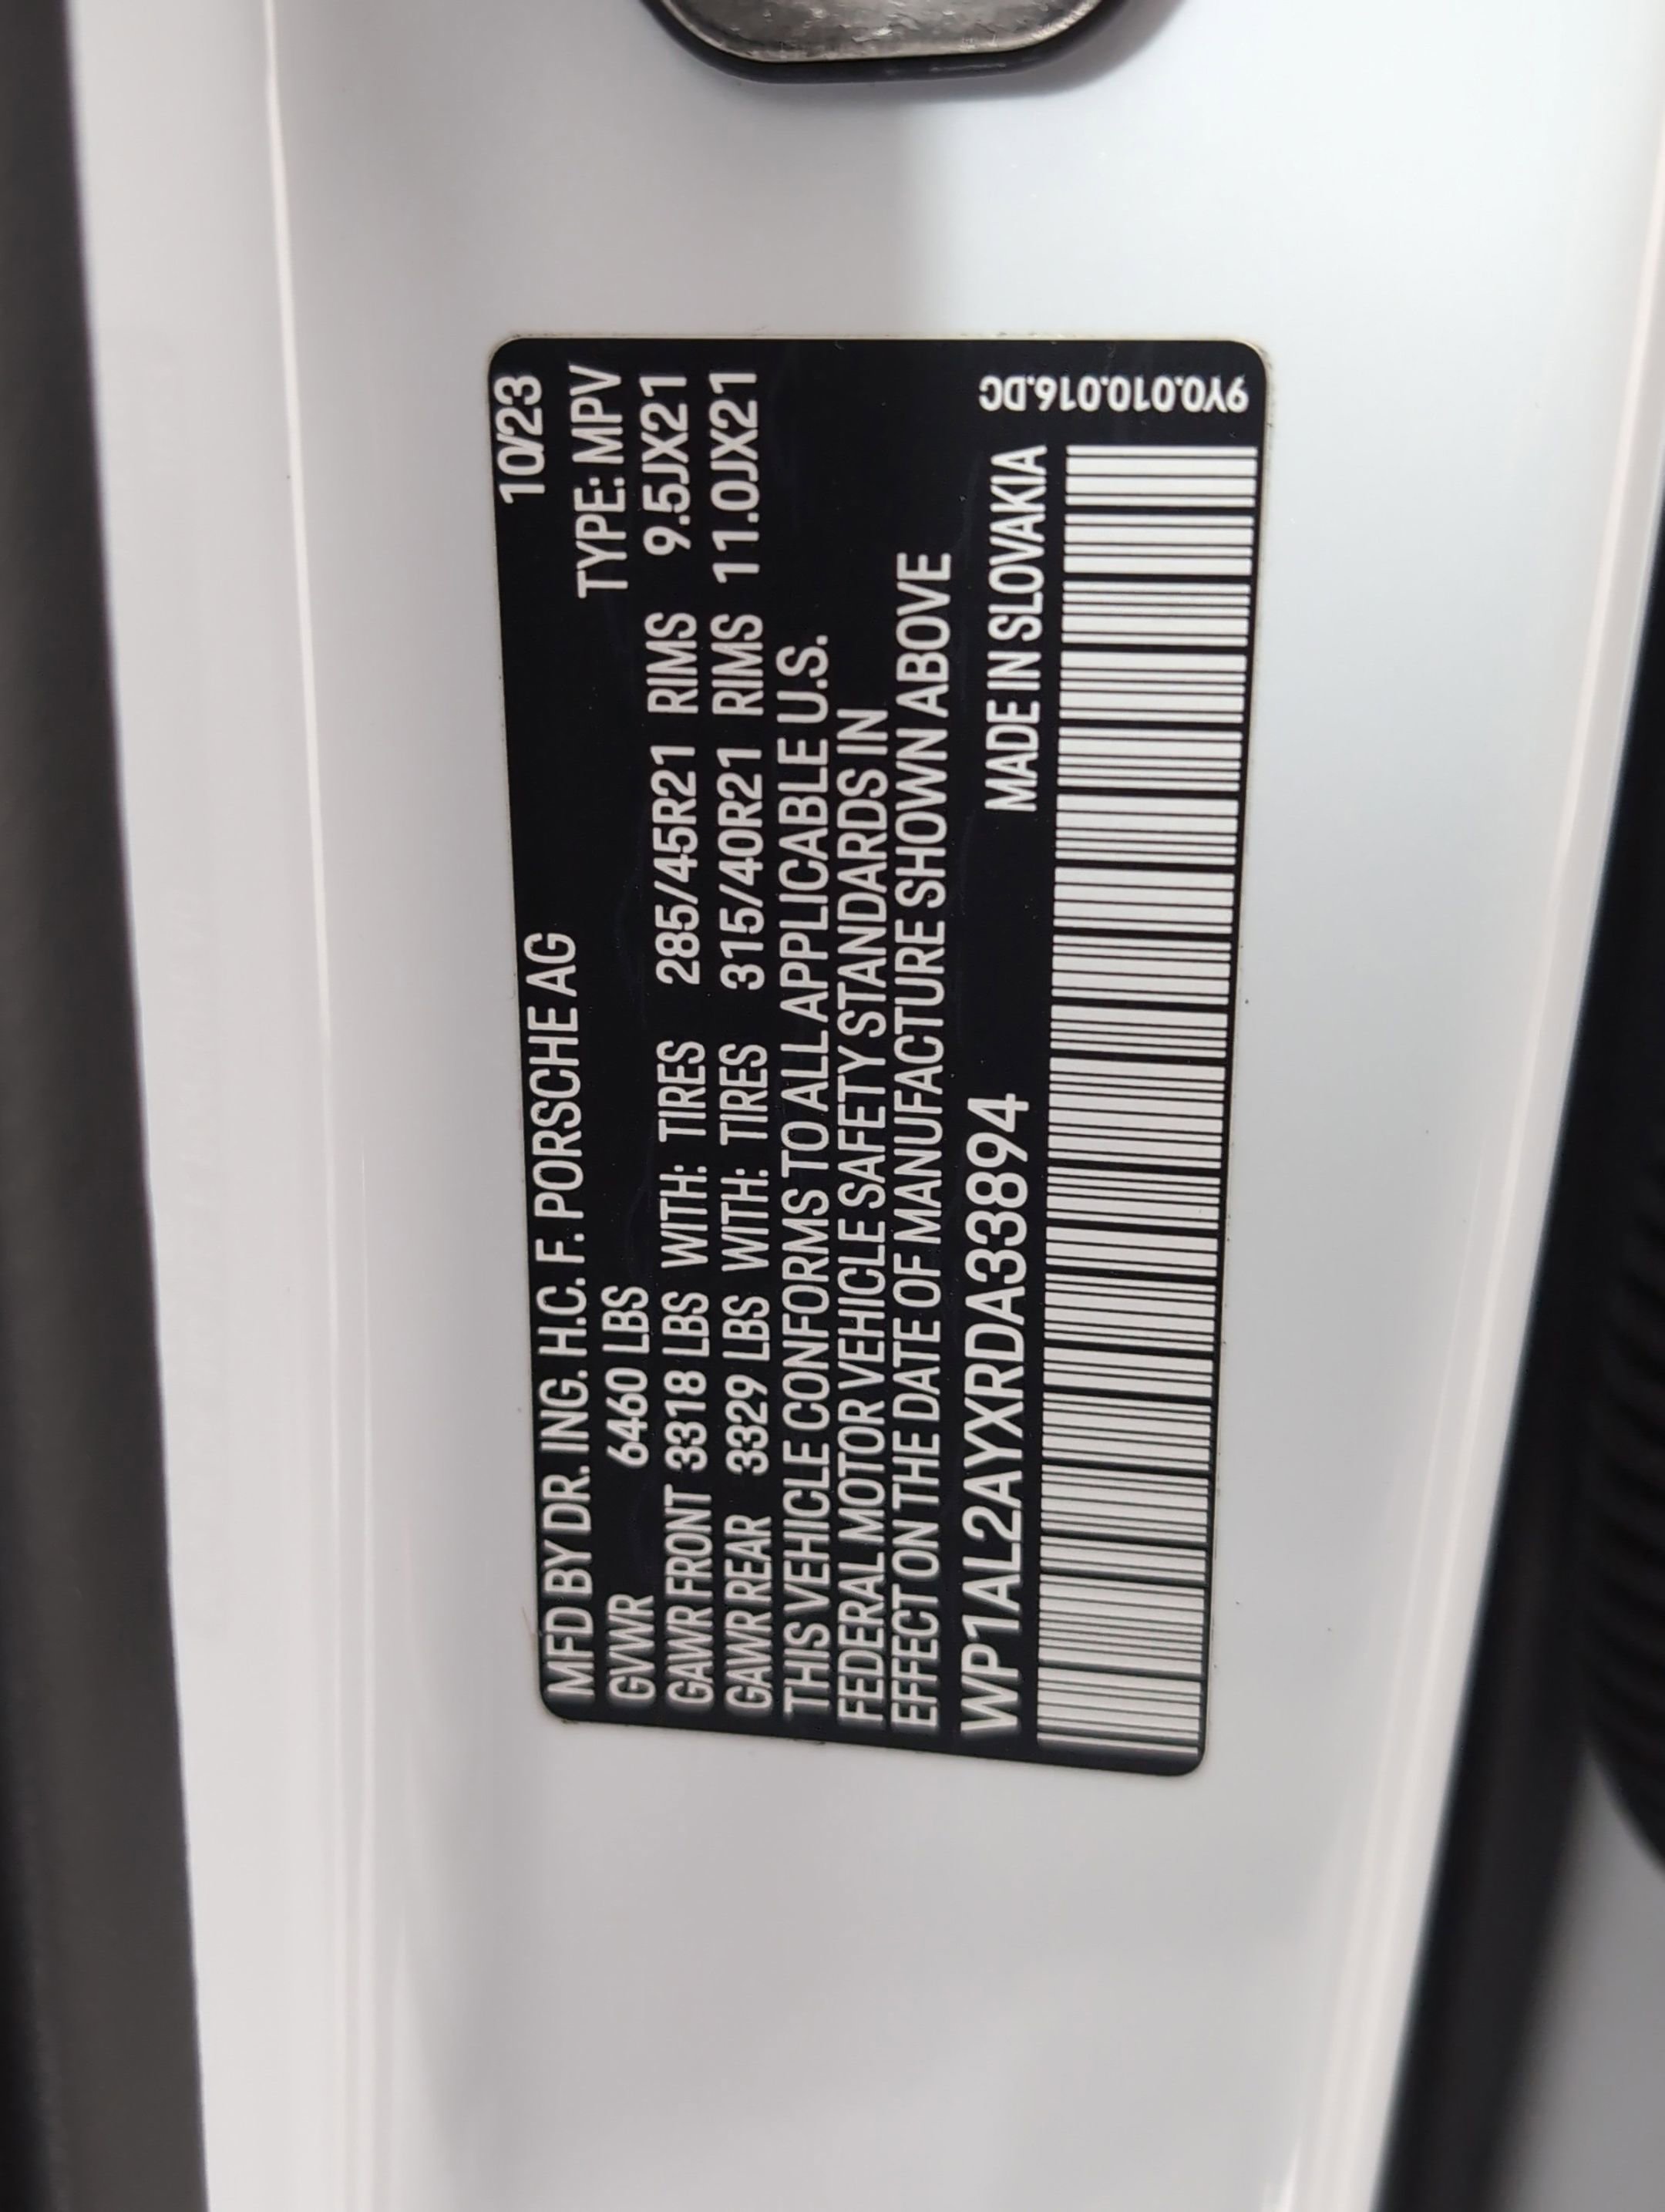 MFD BY DR. ING. H.C. F. PORSCHE AG 10/23
GVWR 6460 LBS TYPE: MPV
GAWR FRONT 3318 LBS WITH: TIRES 285/45R21 RIMS 9.5JX21
GAWR REAR 3329 LBS WITH: TIRES 315/40R21 RIMS 11.0JX21
THIS VEHICLE CONFORMS TO ALL APPLICABLE U.S.
FEDERAL MOTOR VEHICLE SAFETY STANDARDS IN
EFFECT ON THE DATE OF MANUFACTURE SHOWN ABOVE
WP1AL2AYXRDA33894 MADE IN SLOVAKIA
9Y0.010.016.DC